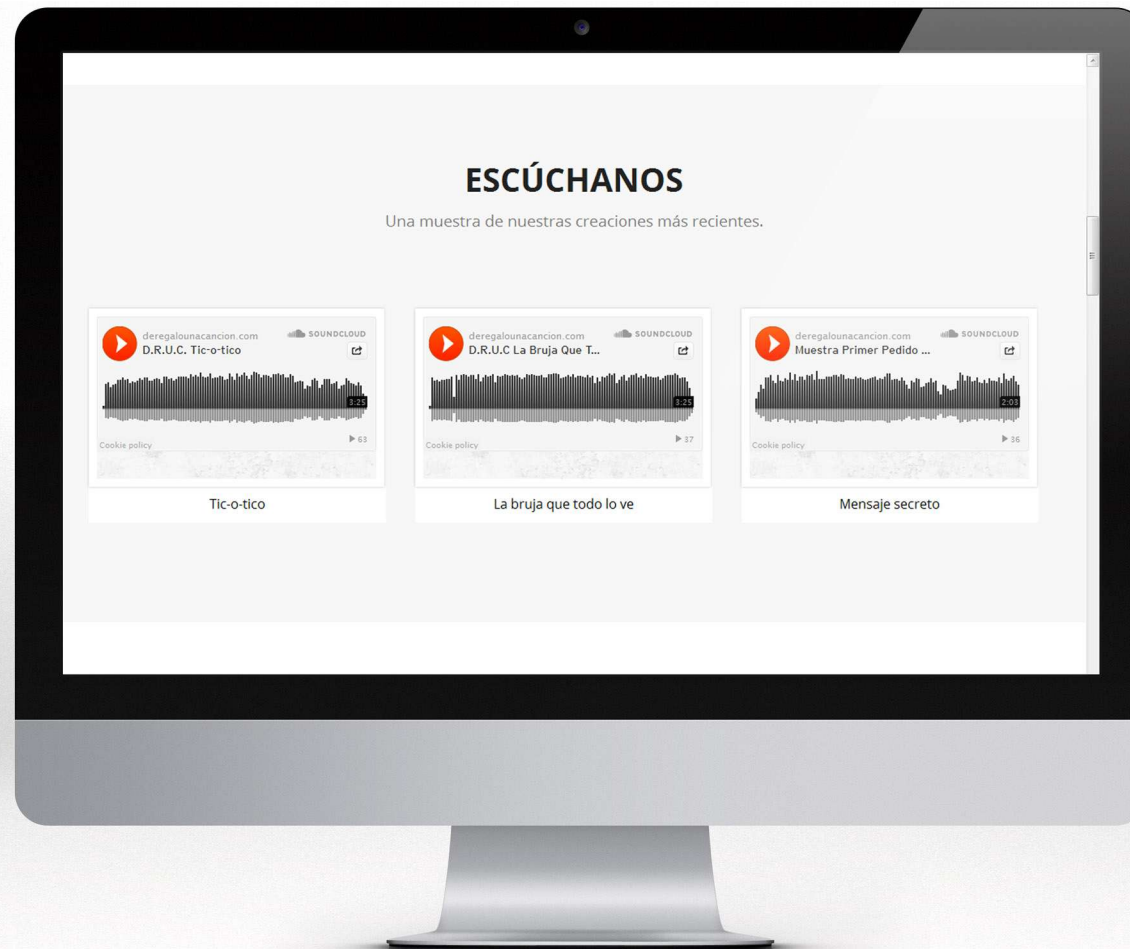 ESCÚCHANOS
Una muestra de nuestras creaciones más recientes.
deregalounacancion.com
SOUNDCLOUD
D.R.U.C. Tic-o-tico
3:25
63
Cookie policy
Tic-o-tico
deregalounacancion.com
SOUNDCLOUD
D.R.U.C La Bruja Que T...
3:25
37
Cookie policy
La bruja que todo lo ve
deregalounacancion.com
SOUNDCLOUD
Muestra Primer Pedido ...
2:03
36
Cookie policy
Mensaje secreto